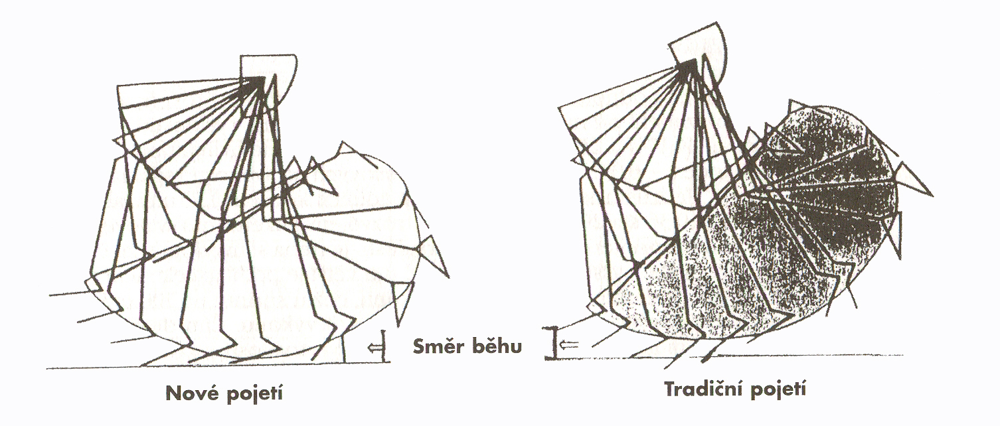 Směr běhu
Nové pojetí
Tradiční pojetí